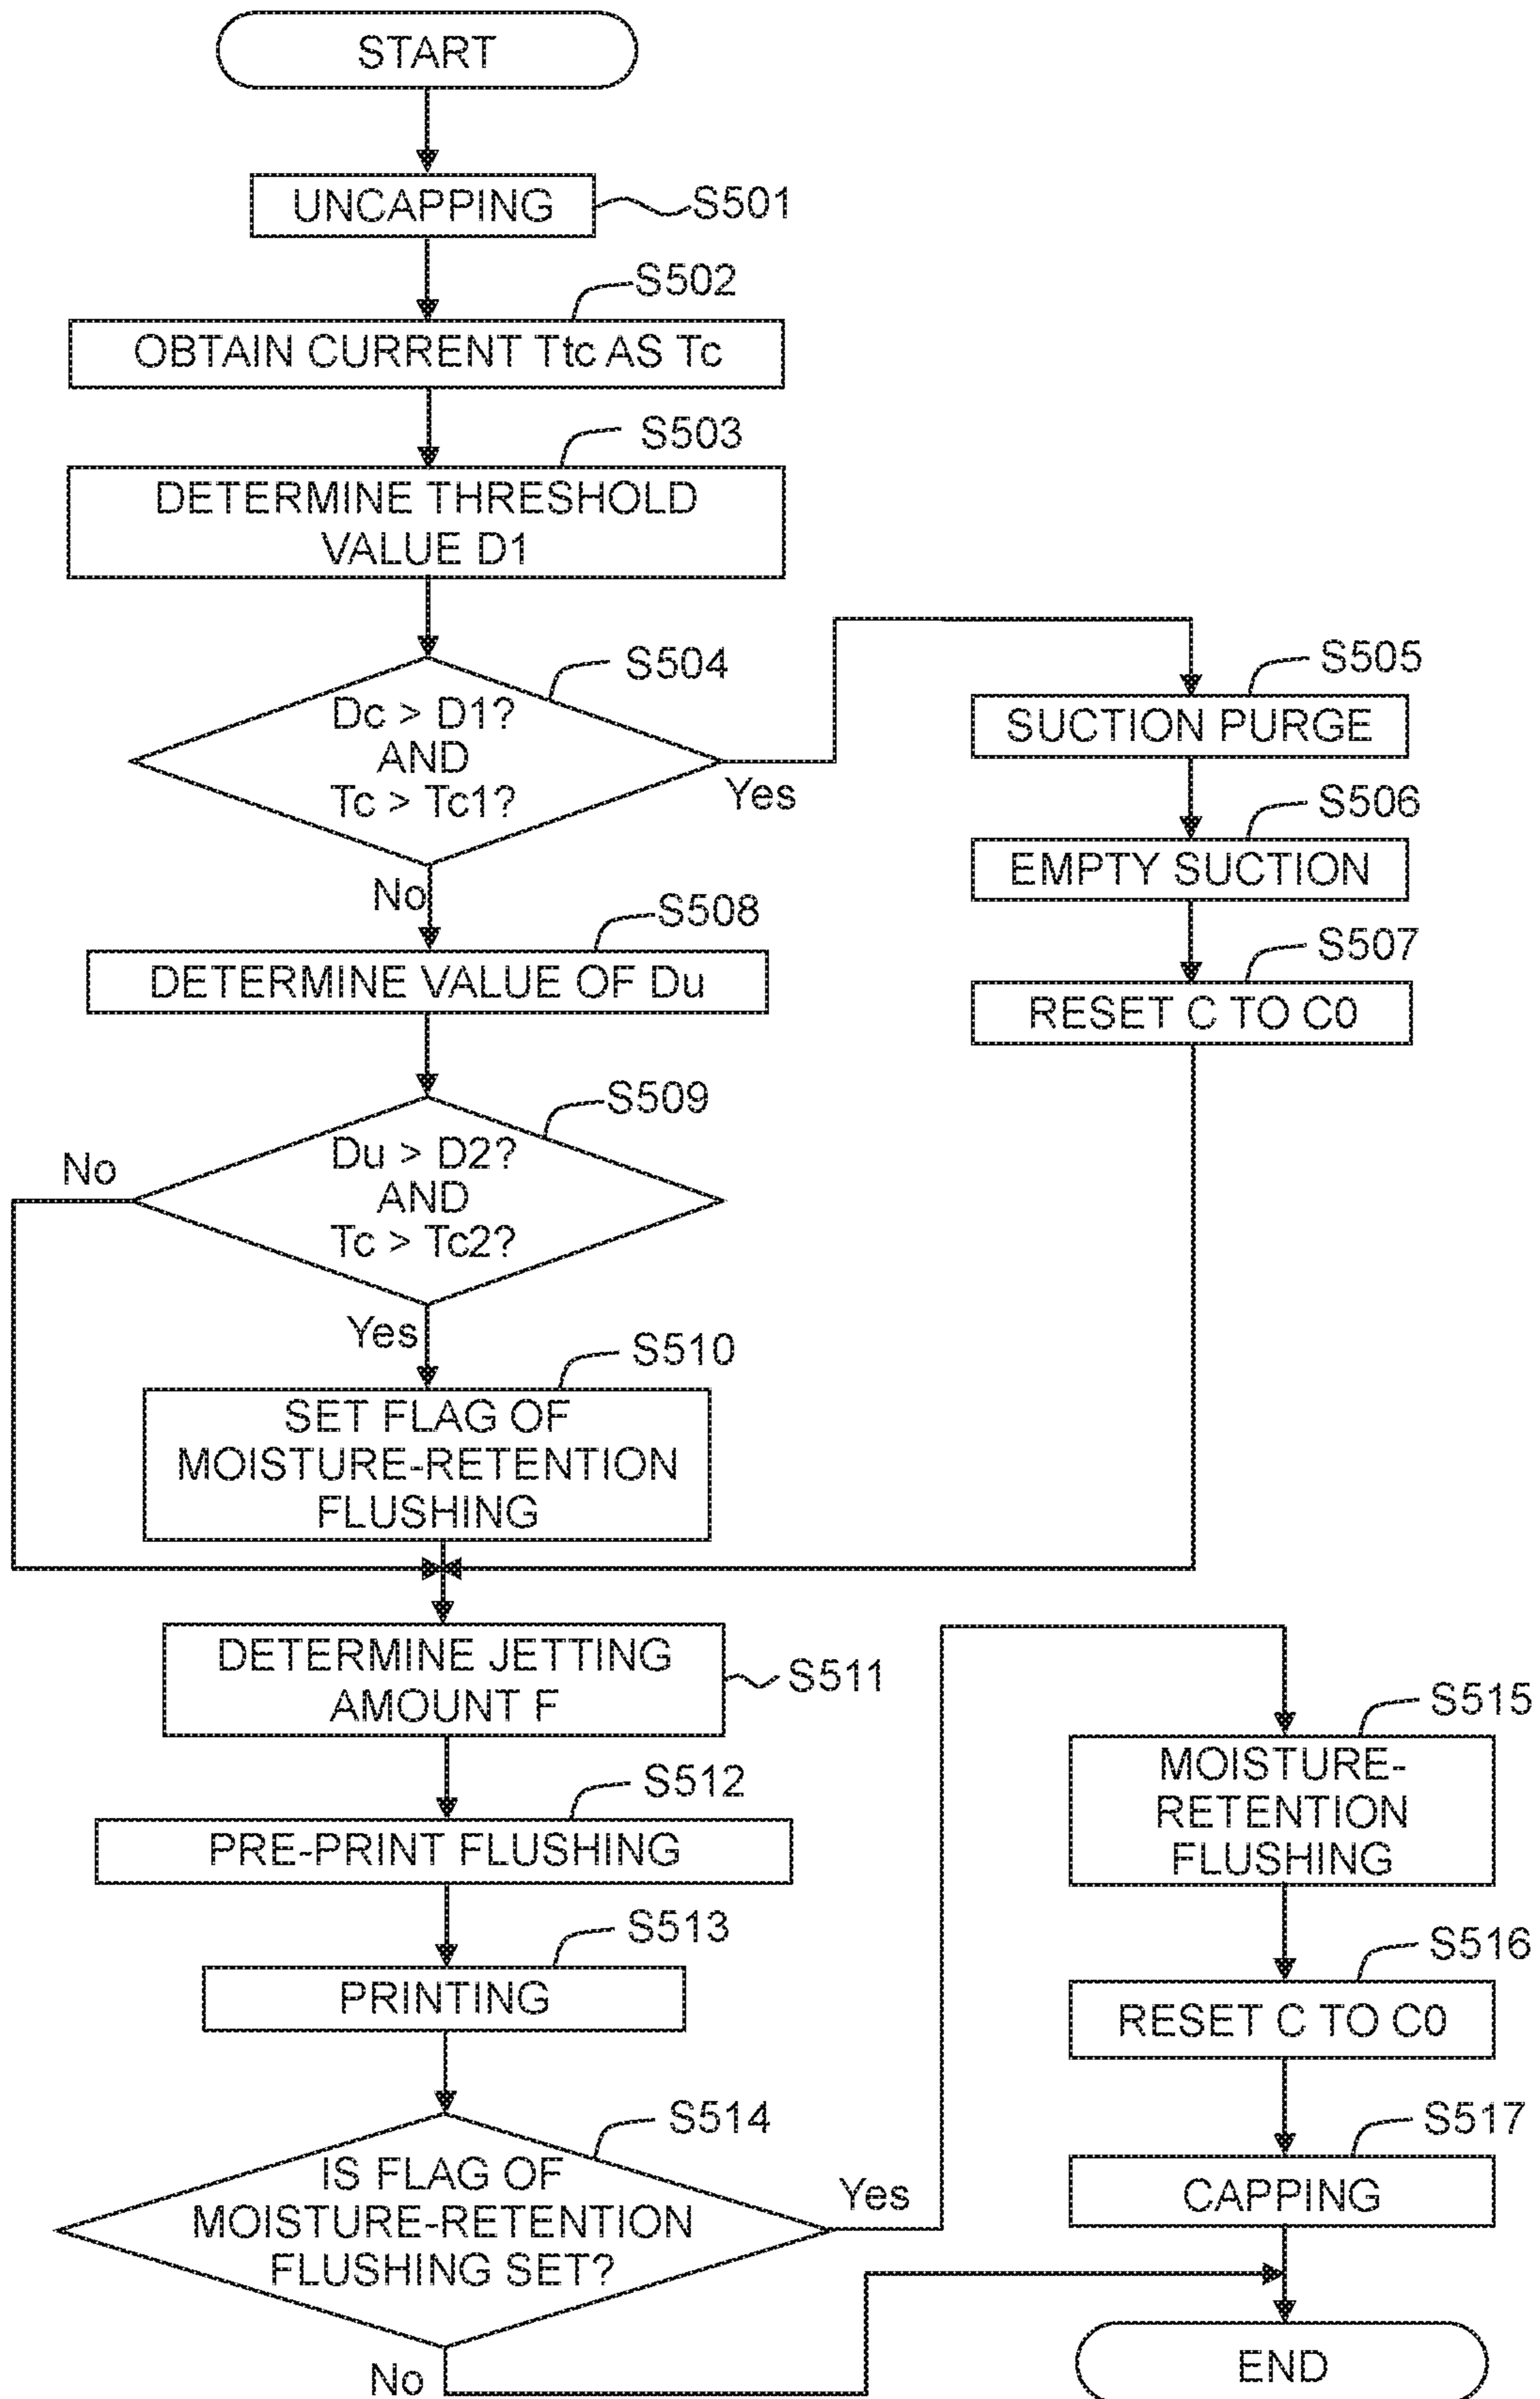 START
UNCAPPING
S501
S502
OBTAIN CURRENT Ttc AS Tc
S503
DETERMINE THRESHOLD
VALUE D1
S504
Dc > D1?
AND
Tc > Tc1?
Yes
No
S505
SUCTION PURGE
S506
EMPTY SUCTION
S507
RESET C TO C0
S508
DETERMINE VALUE OF Du
S509
Du > D2?
AND
Tc > Tc2?
No
Yes
S510
SET FLAG OF
MOISTURE-RETENTION
FLUSHING
DETERMINE JETTING
AMOUNT F
S511
S512
PRE-PRINT FLUSHING
S513
PRINTING
S514
IS FLAG OF
MOISTURE-RETENTION
FLUSHING SET?
Yes
No
S515
MOISTURE-
RETENTION
FLUSHING
S516
RESET C TO C0
S517
CAPPING
END